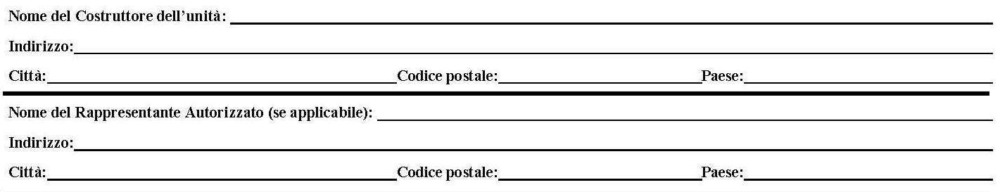 Nome del Costruttore dell’unità:
Indirizzo:
Città: Codice postale: Paese:
Nome del Rappresentante Autorizzato (se applicabile):
Indirizzo:
Città: Codice postale: Paese: